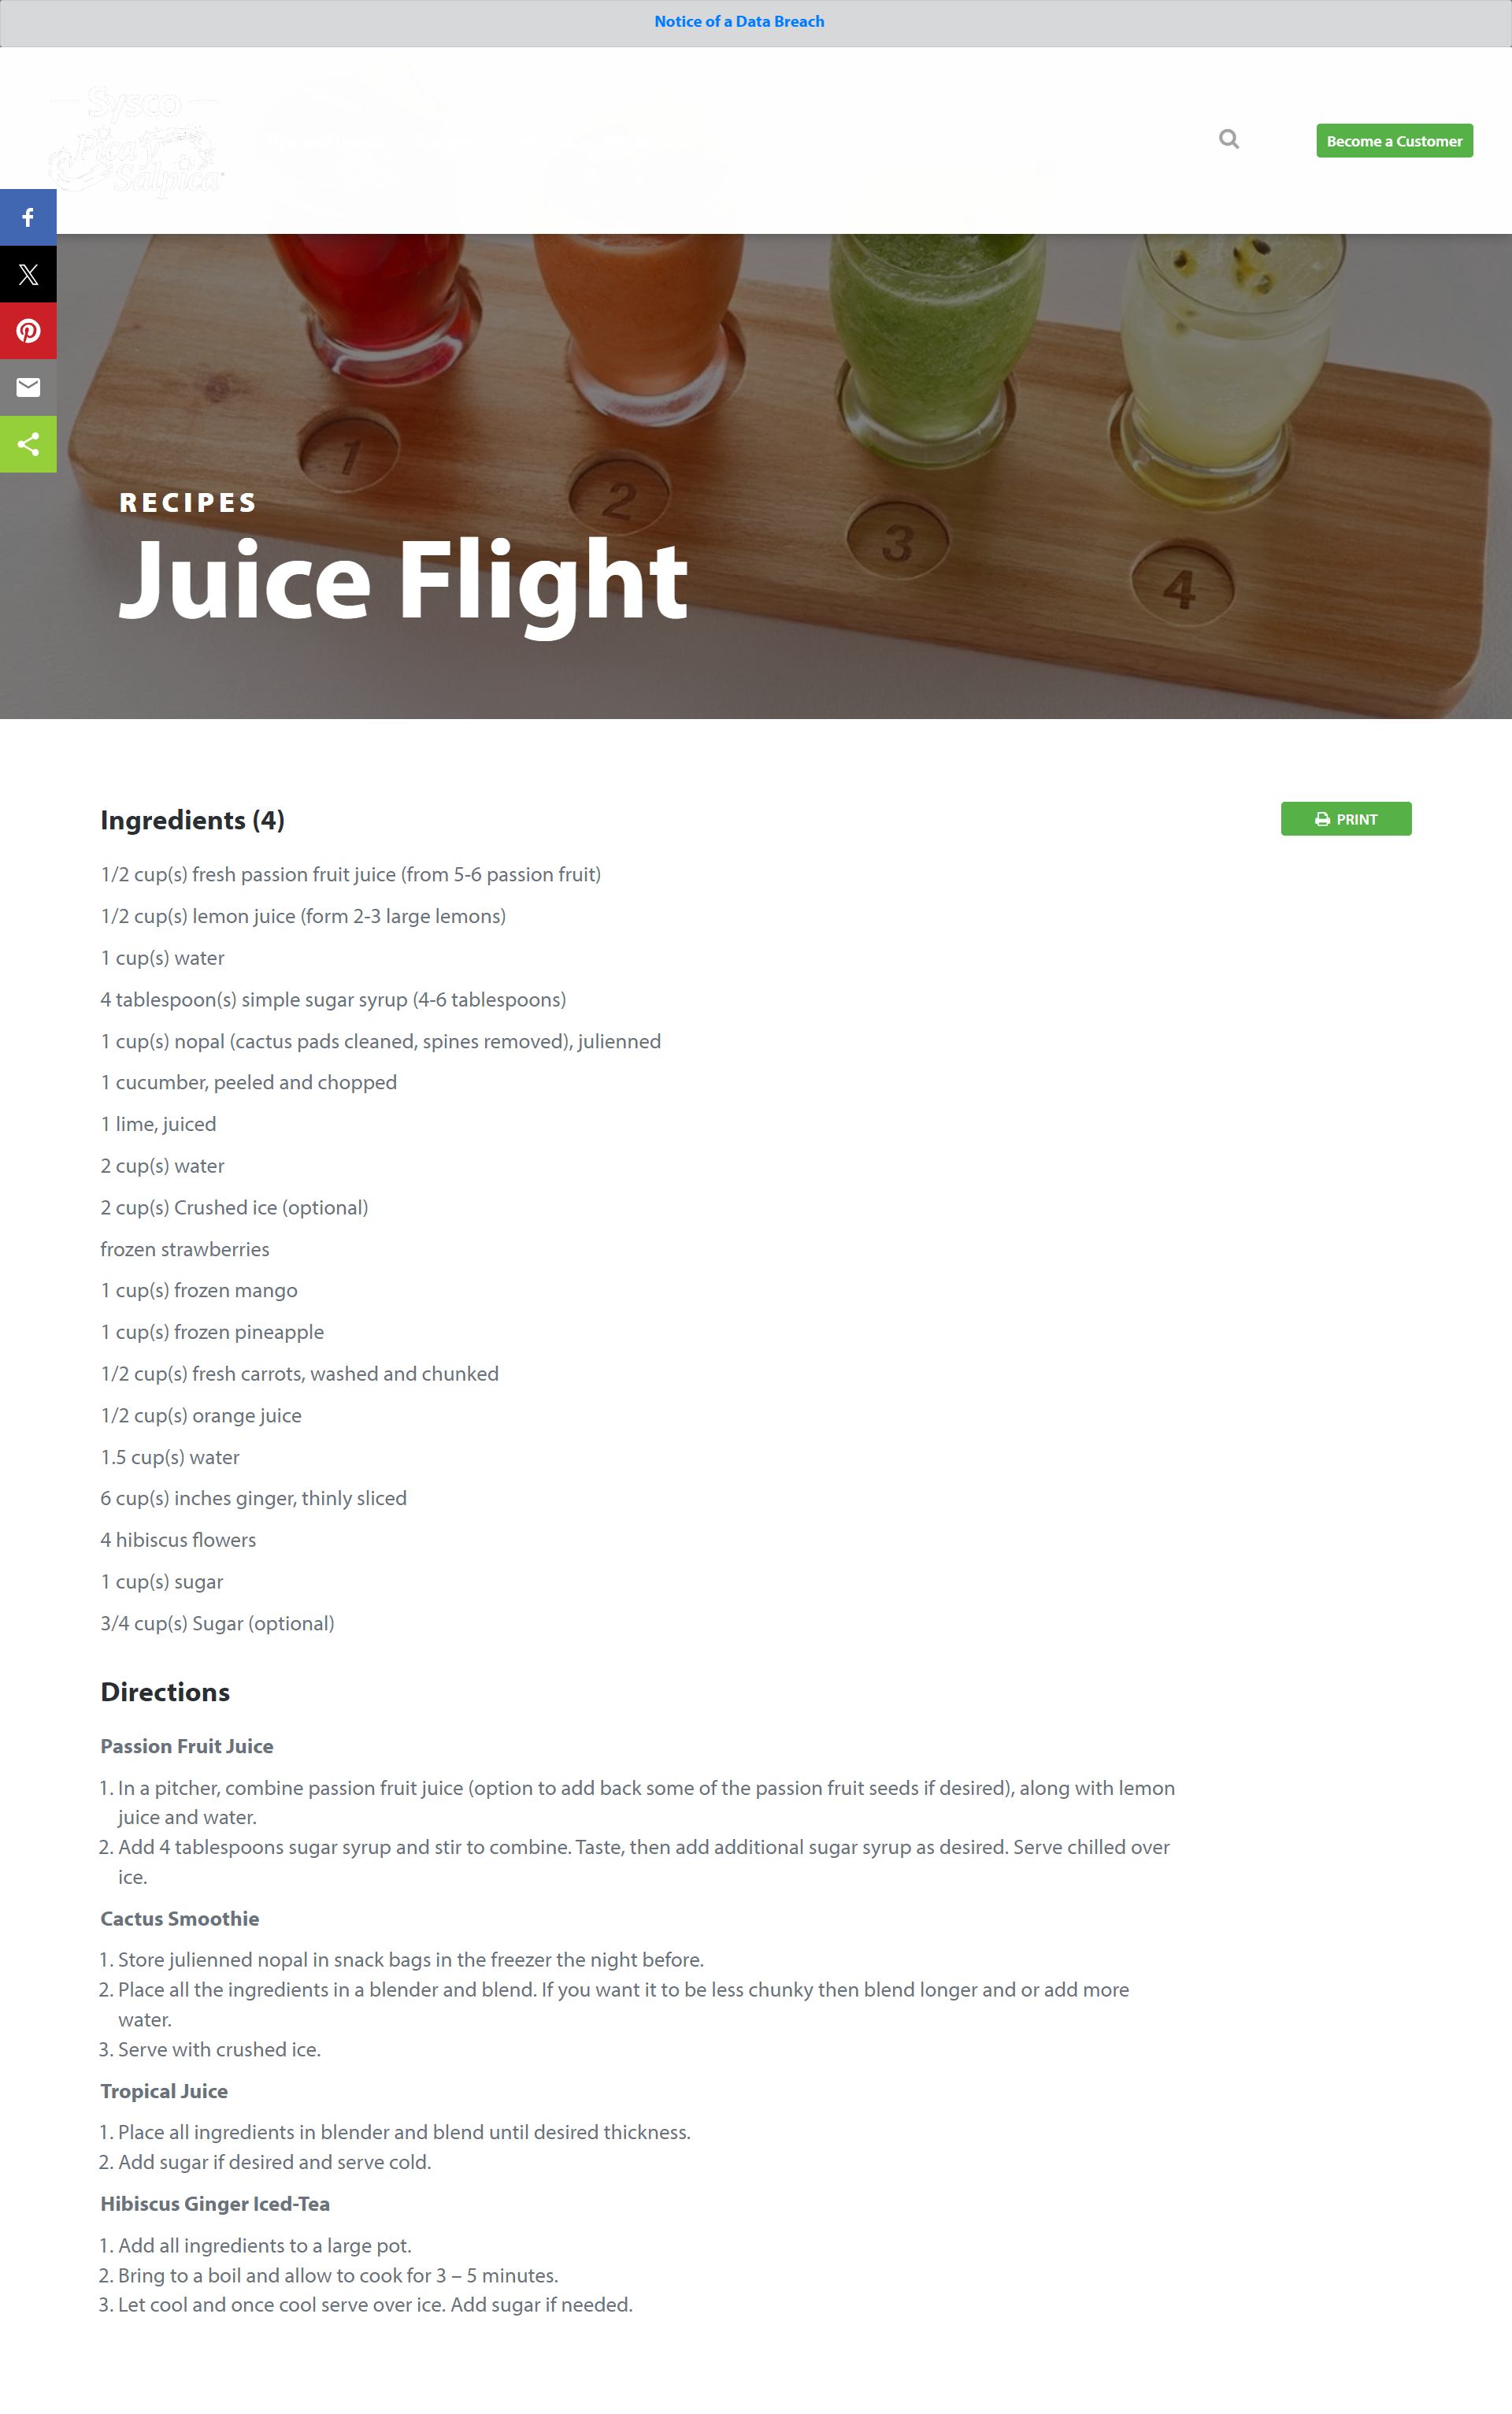 Notice of a Data Breach
Sysco
Pica y
Salpica
Become a Customer
1
2
3
4
RECIPES
Juice Flight
Ingredients (4)
PRINT
1/2 cup(s) fresh passion fruit juice (from 5-6 passion fruit)
1/2 cup(s) lemon juice (form 2-3 large lemons)
1 cup(s) water
4 tablespoon(s) simple sugar syrup (4-6 tablespoons)
1 cup(s) nopal (cactus pads cleaned, spines removed), julienned
1 cucumber, peeled and chopped
1 lime, juiced
2 cup(s) water
2 cup(s) Crushed ice (optional)
frozen strawberries
1 cup(s) frozen mango
1 cup(s) frozen pineapple
1/2 cup(s) fresh carrots, washed and chunked
1/2 cup(s) orange juice
1.5 cup(s) water
6 cup(s) inches ginger, thinly sliced
4 hibiscus flowers
1 cup(s) sugar
3/4 cup(s) Sugar (optional)
Directions
Passion Fruit Juice
1. In a pitcher, combine passion fruit juice (option to add back some of the passion fruit seeds if desired), along with lemon
juice and water.
2. Add 4 tablespoons sugar syrup and stir to combine. Taste, then add additional sugar syrup as desired. Serve chilled over
ice.
Cactus Smoothie
1. Store julienned nopal in snack bags in the freezer the night before.
2. Place all the ingredients in a blender and blend. If you want it to be less chunky then blend longer and or add more
water.
3. Serve with crushed ice.
Tropical Juice
1. Place all ingredients in blender and blend until desired thickness.
2. Add sugar if desired and serve cold.
Hibiscus Ginger Iced-Tea
1. Add all ingredients to a large pot.
2. Bring to a boil and allow to cook for 3 – 5 minutes.
3. Let cool and once cool serve over ice. Add sugar if needed.